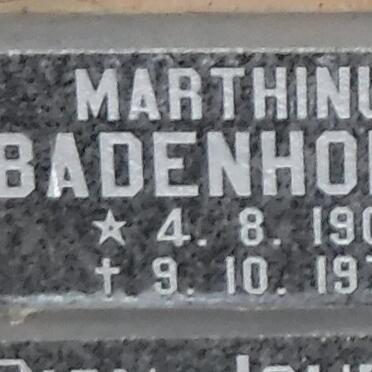 MARTHINU
BADENHO
★ 4. 8. 190
† 9. 10. 197